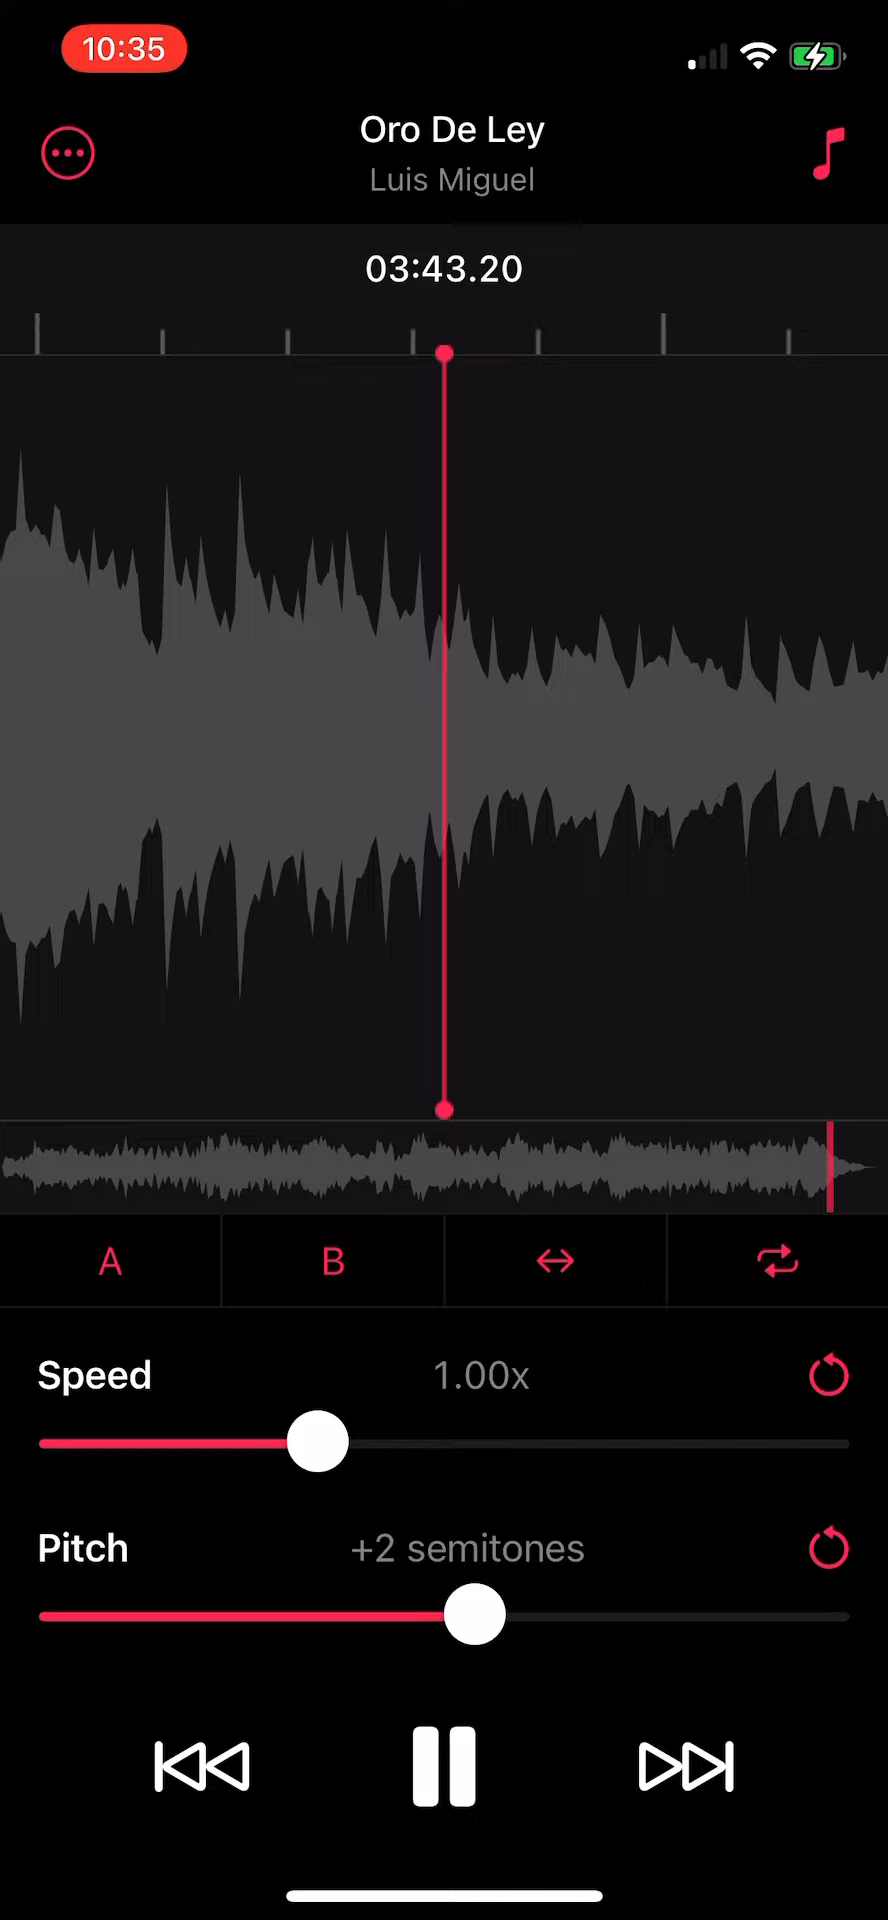 10:35
Oro De Ley
Luis Miguel
03:43.20
A B
Speed 1.00x
Pitch +2 semitones